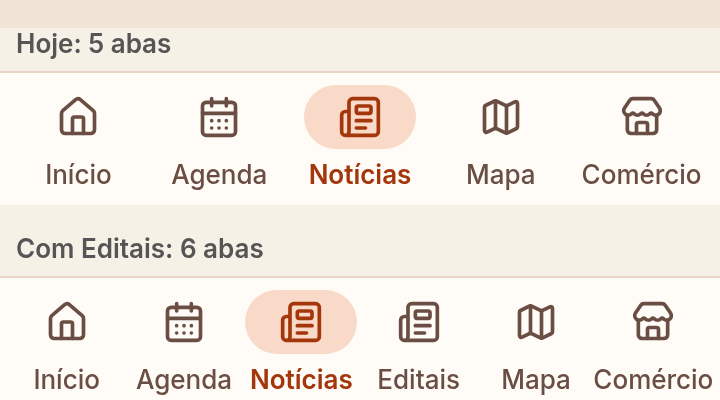 Hoje: 5 abas
Início Agenda Notícias Mapa Comércio
Com Editais: 6 abas
Início Agenda Notícias Editais Mapa Comércio